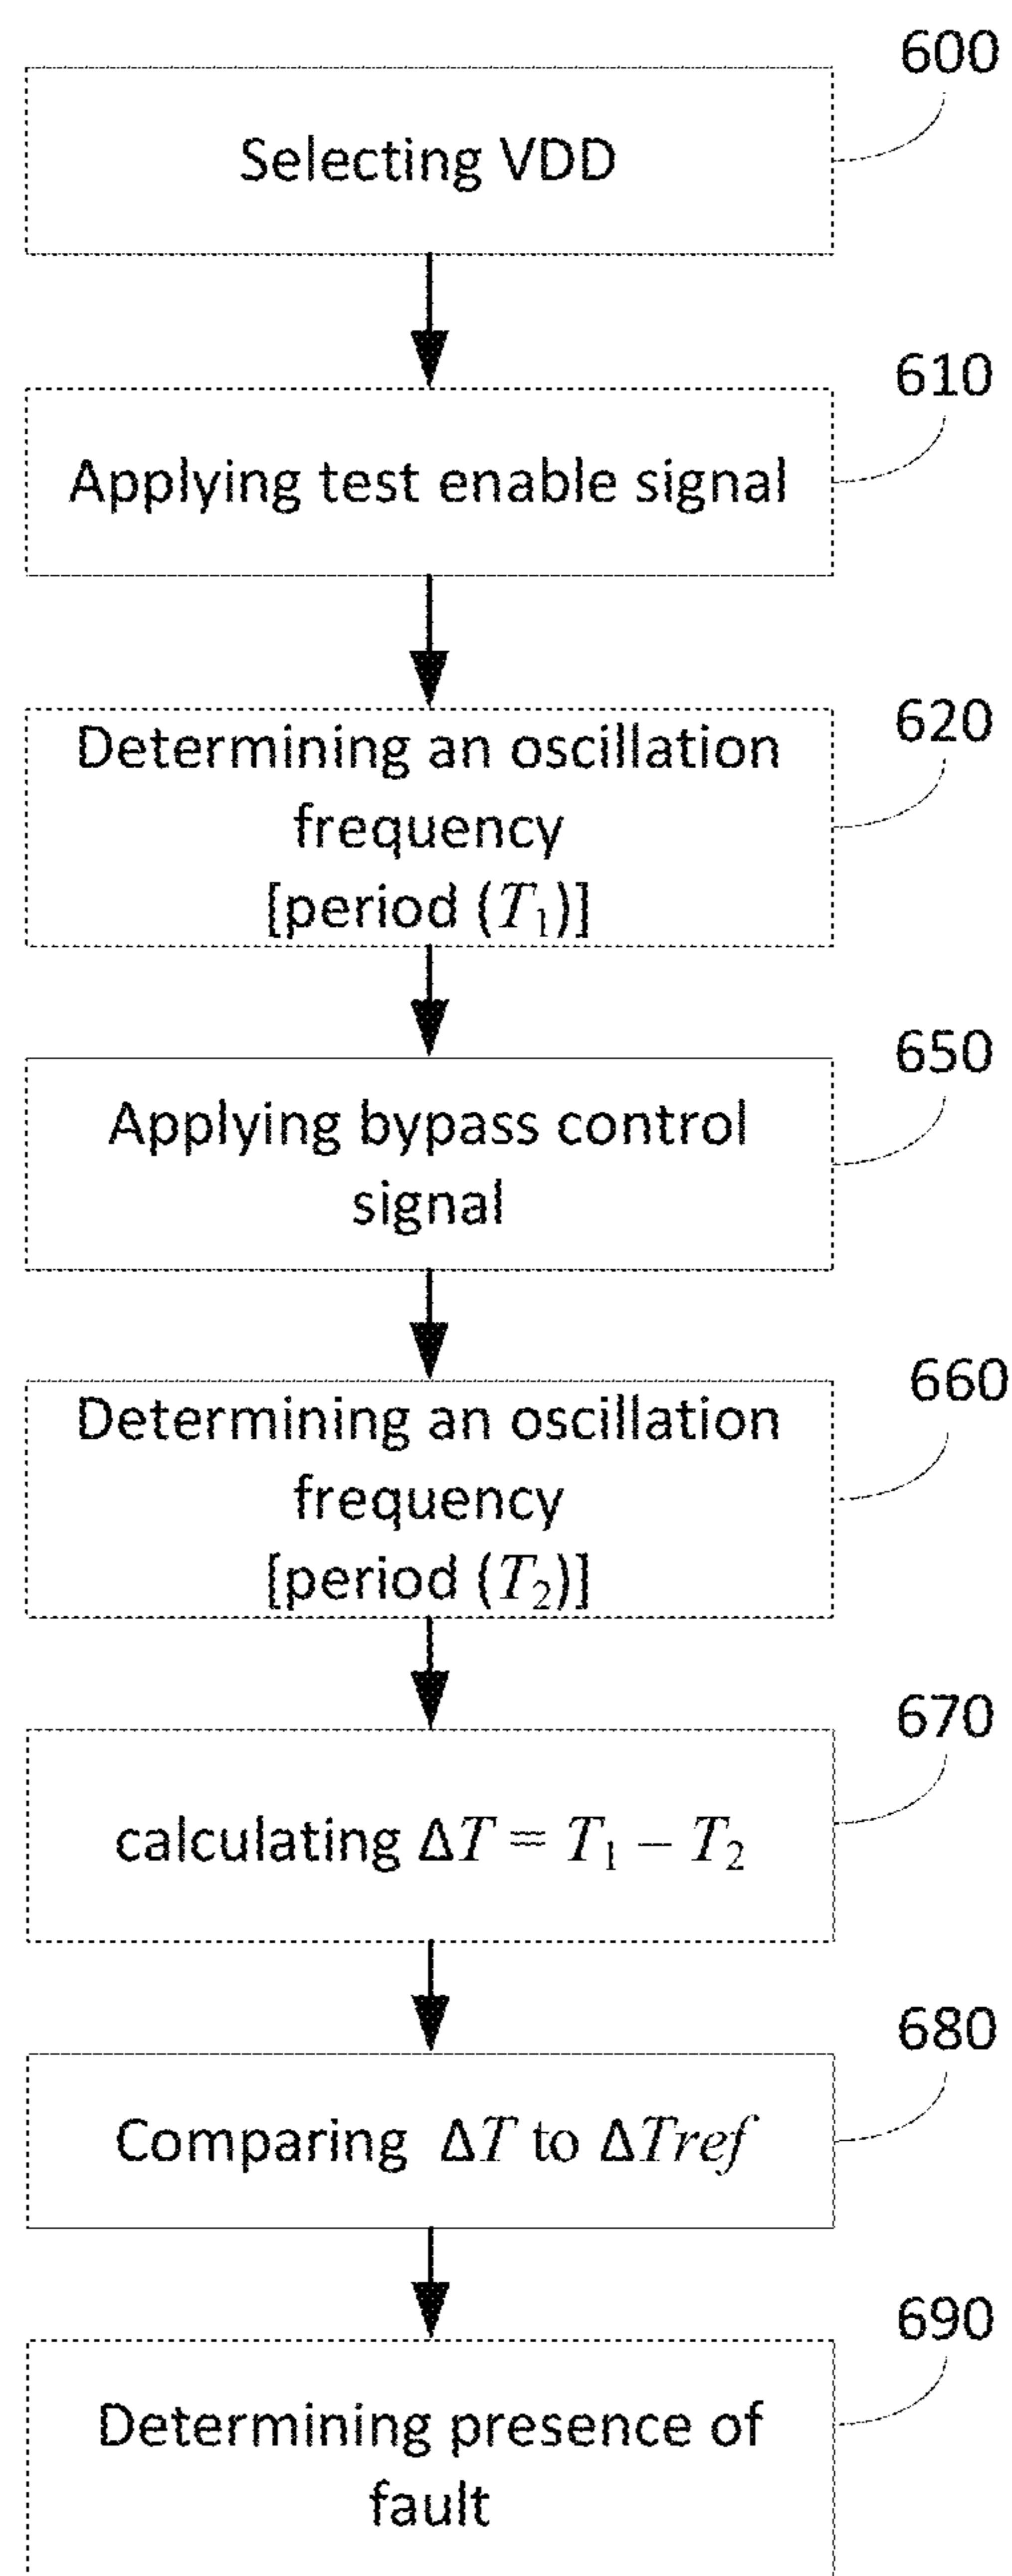 600
Selecting VDD
610
Applying test enable signal
620
Determining an oscillation
frequency
[period (T₁)]
650
Applying bypass control
signal
660
Determining an oscillation
frequency
[period (T₂)]
670
calculating ΔT = T₁ – T₂
680
Comparing ΔT to ΔTref
690
Determining presence of
fault